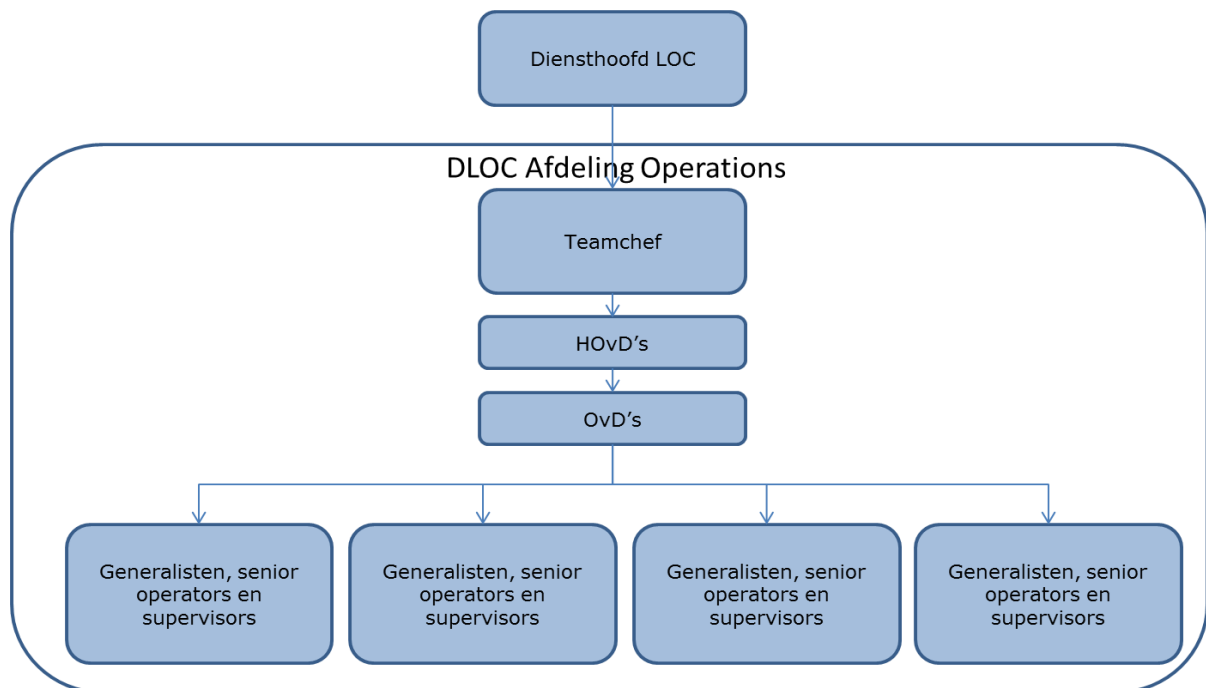 Diensthoofd LOC
DLOC Afdeling Operations
Teamchef
HOvD’s
OvD’s
Generalisten, senior
operators en
supervisors
Generalisten, senior
operators en
supervisors
Generalisten, senior
operators en
supervisors
Generalisten, senior
operators en
supervisors